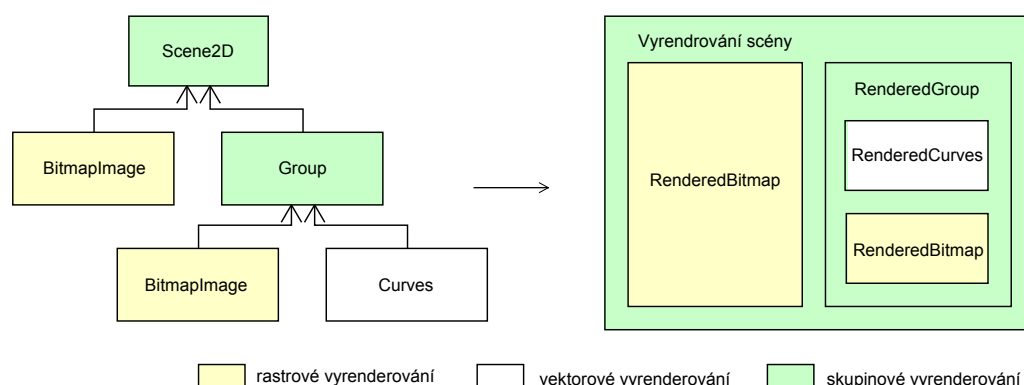 Scene2D
BitmapImage
Group
BitmapImage
Curves
Vyrendrování scény
RenderedBitmap
RenderedGroup
RenderedCurves
RenderedBitmap
rastrové vyrenderování
vektorové vyrenderování
skupinové vyrenderování